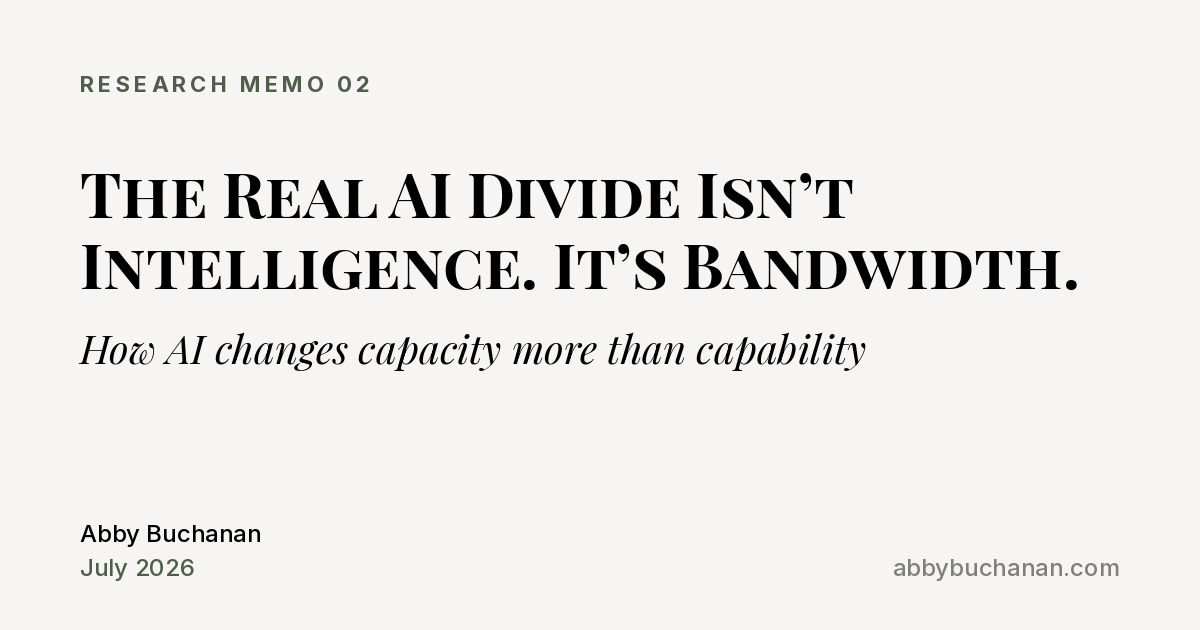 RESEARCH MEMO 02
The Real AI Divide Isn’t
Intelligence. It’s Bandwidth.
How AI changes capacity more than capability
Abby Buchanan
July 2026
abbybuchanan.com